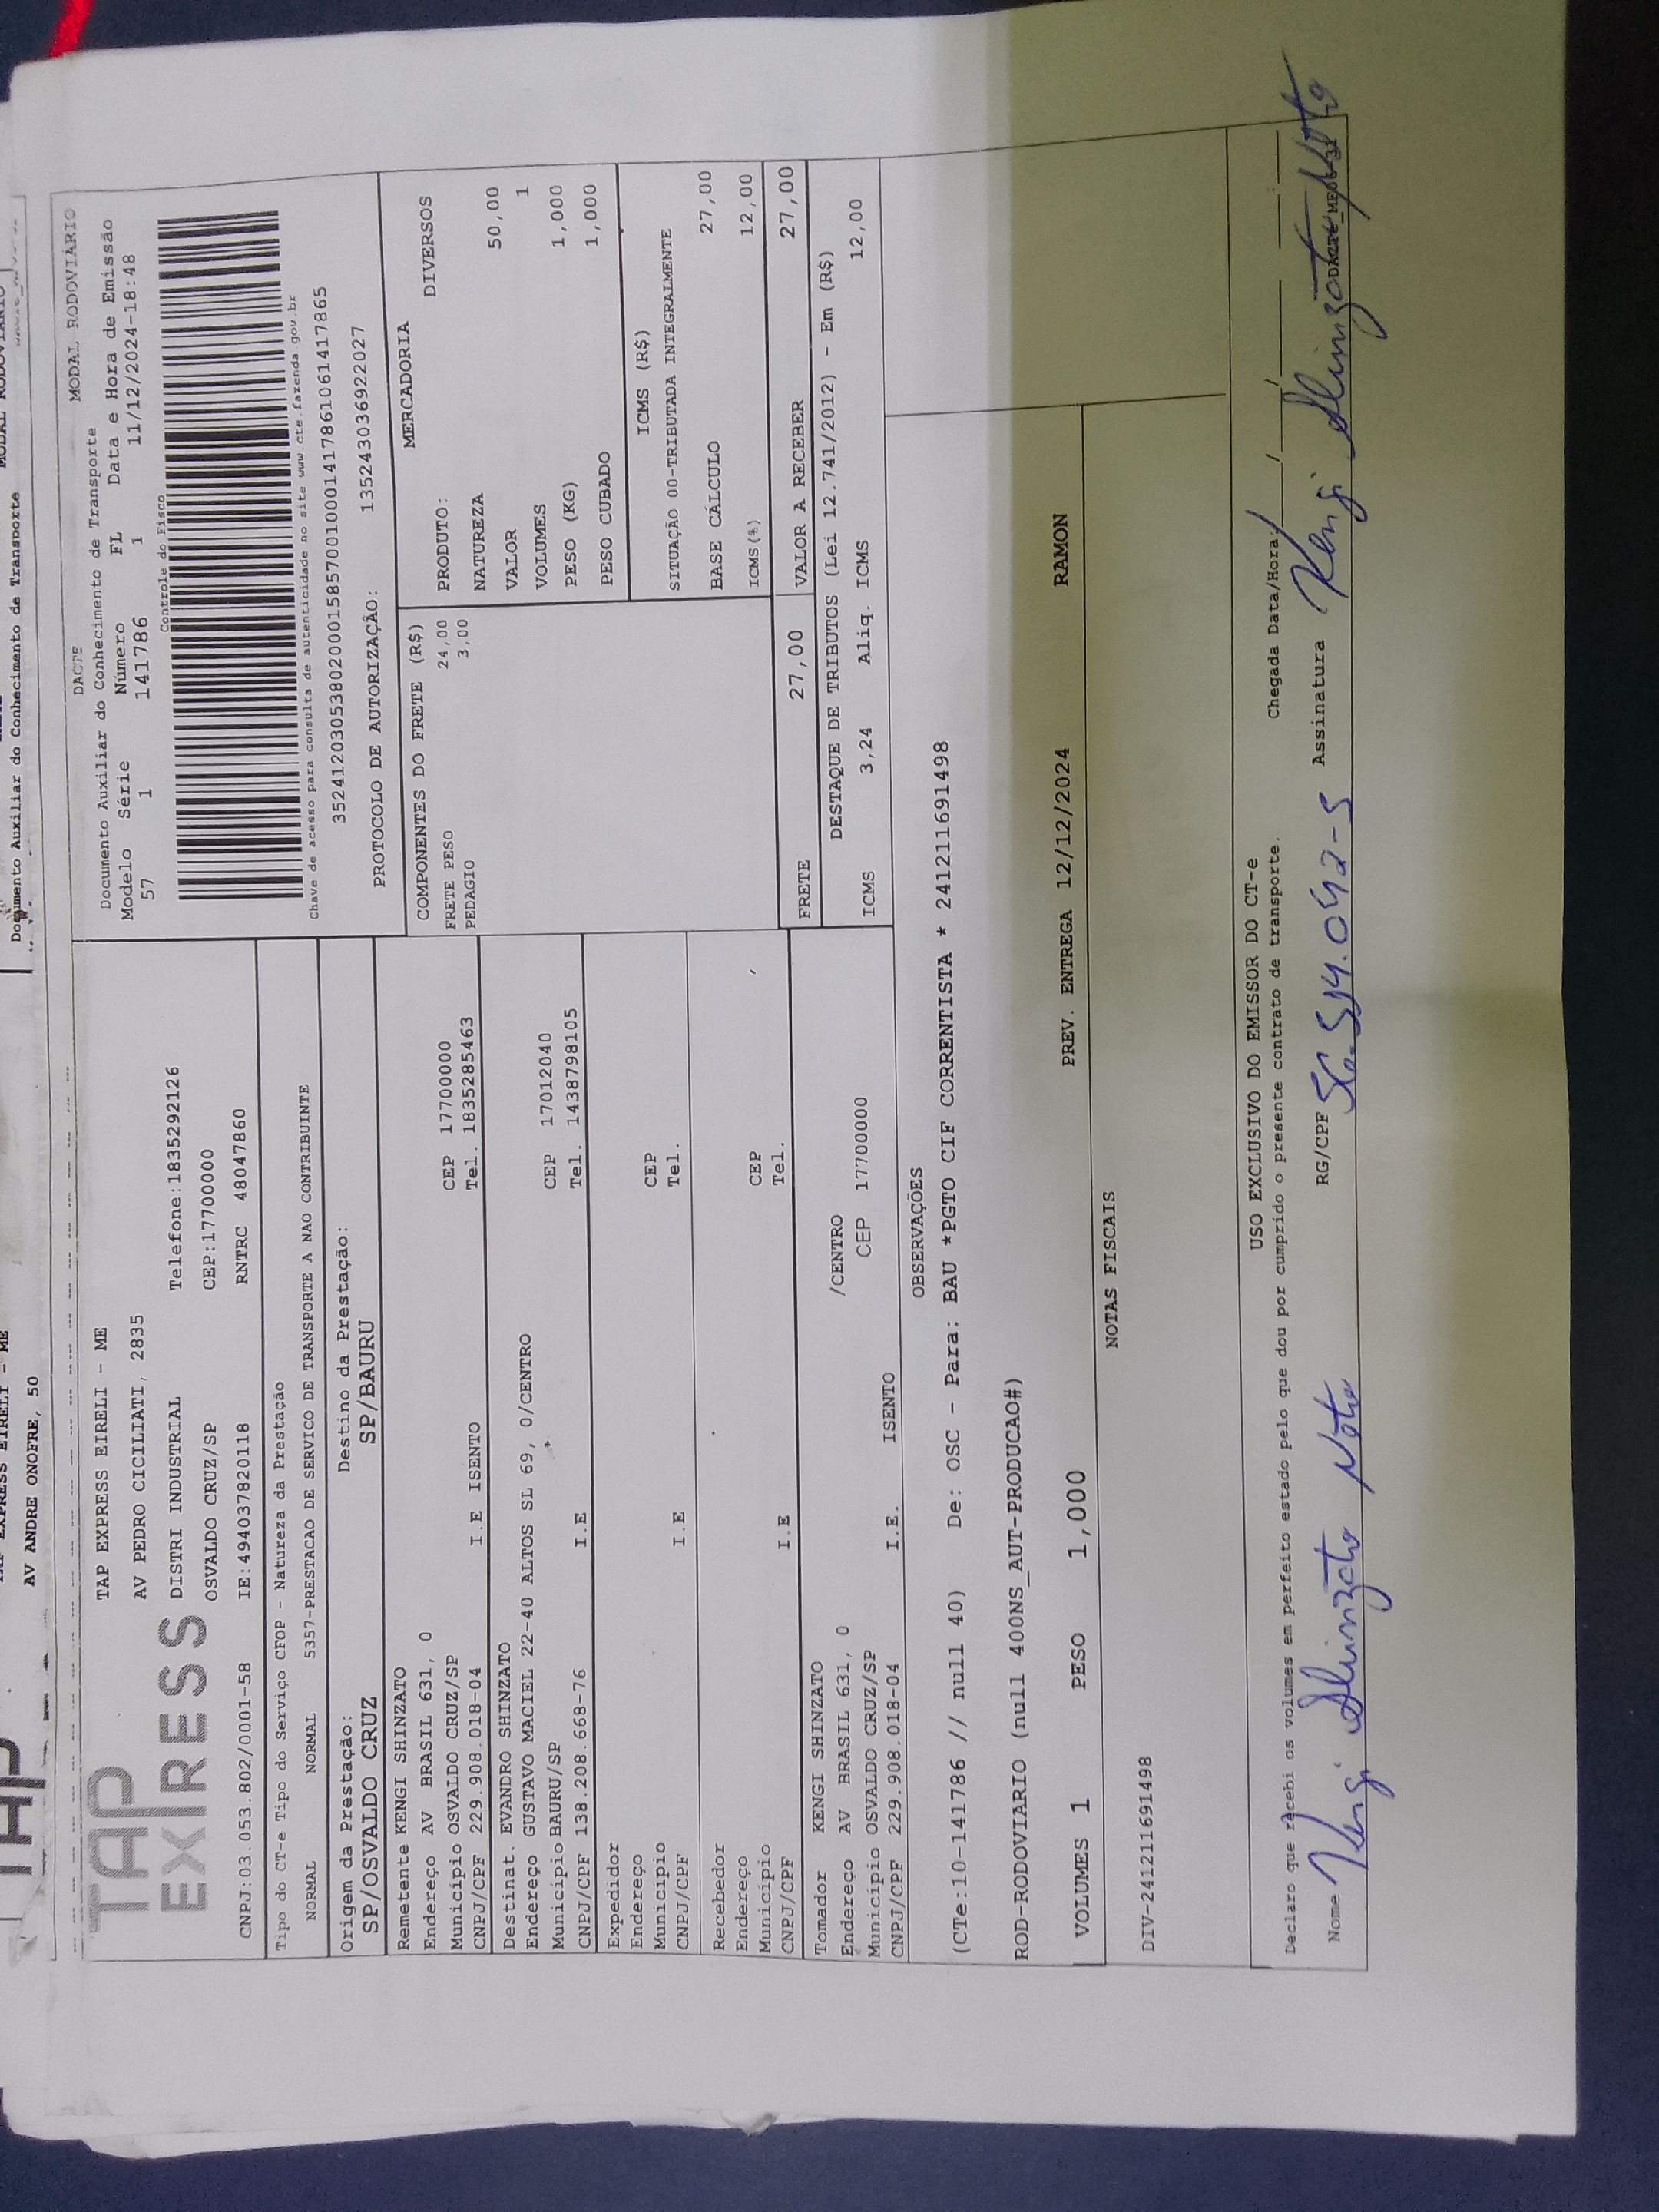 Documento Auxiliar do Conhecimento de Transporte
AV ANDRE ONOFRE, 50
TAP EXPRESS
TAP EXPRESS EIRELI - ME
AV PEDRO CICILIATI, 2835
DISTRI INDUSTRIAL Telefone:1835292126
OSVALDO CRUZ/SP CEP:17700000
CNPJ:03.053.802/0001-58 IE:494037820118 RNTRC 48047860
DACTE MODAL RODOVIÁRIO
Documento Auxiliar do Conhecimento de Transporte
Modelo Série Número FL Data e Hora de Emissão
57 1 141786 1 11/12/2024-18:48
Controle do Fisco
Chave de acesso para consulta de autenticidade no site www.cte.fazenda.gov.br
35241203053802000158570010001417861061417865
PROTOCOLO DE AUTORIZAÇÃO: 135243036922027
Tipo do CT-e Tipo do Serviço CFOP - Natureza da Prestação
NORMAL NORMAL 5357-PRESTACAO DE SERVICO DE TRANSPORTE A NAO CONTRIBUINTE
Origem da Prestação: Destino da Prestação:
SP/OSVALDO CRUZ SP/BAURU
Remetente KENGI SHINZATO
Endereço AV BRASIL 631, 0 CEP 17700000
Município OSVALDO CRUZ/SP Tel. 1835285463
CNPJ/CPF 229.908.018-04 I.E ISENTO
Destinat. EVANDRO SHINZATO
Endereço GUSTAVO MACIEL 22-40 ALTOS SL 69, 0/CENTRO CEP 17012040
Município BAURU/SP Tel. 1438798105
CNPJ/CPF 138.208.668-76 I.E
Expedidor
Endereço CEP
Município Tel.
CNPJ/CPF I.E
Recebedor
Endereço
Município CEP
CNPJ/CPF I.E Tel.
Tomador KENGI SHINZATO
Endereço AV BRASIL 631, 0 /CENTRO
Município OSVALDO CRUZ/SP CEP 17700000
CNPJ/CPF 229.908.018-04 I.E. ISENTO
COMPONENTES DO FRETE (R$)
FRETE PESO 24,00
PEDAGIO 3,00
MERCADORIA
PRODUTO: DIVERSOS
NATUREZA
VALOR 50,00
VOLUMES 1
PESO (KG) 1,000
PESO CUBADO 1,000
ICMS (R$)
SITUAÇÃO 00-TRIBUTADA INTEGRALMENTE
BASE CÁLCULO 27,00
ICMS(%) 12,00
FRETE 27,00 VALOR A RECEBER 27,00
DESTAQUE DE TRIBUTOS (Lei 12.741/2012) - Em (R$)
ICMS 3,24 Aliq. ICMS 12,00
OBSERVAÇÕES
(CTe:10-141786 // null 40) De: OSC - Para: BAU *PGTO CIF CORRENTISTA * 241211691498
ROD-RODOVIARIO (null 400NS_AUT-PRODUCAO#)
VOLUMES 1 PESO 1,000 PREV. ENTREGA 12/12/2024 RAMON
NOTAS FISCAIS
DIV-241211691498
USO EXCLUSIVO DO EMISSOR DO CT-e
Declaro que recebi os volumes em perfeito estado pelo que dou por cumprido o presente contrato de transporte. Chegada Data/Hora: / / :
Nome Kengi Shinzato RG/CPF Assinatura Kengi Shinzato